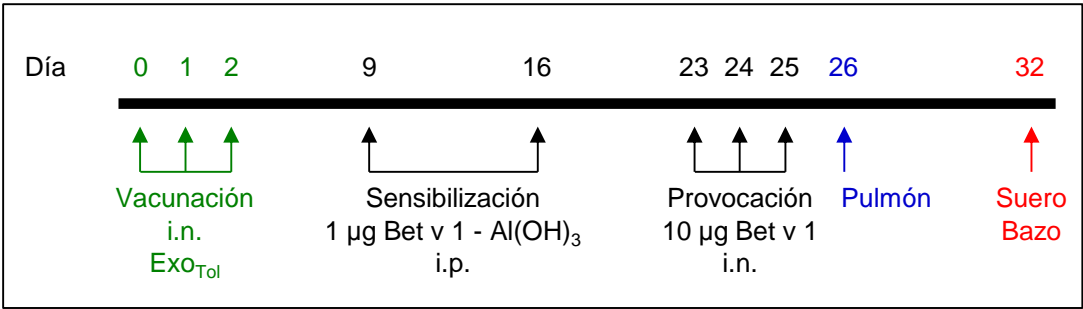 Día 0 1 2 9 16 23 24 25 26 32
Vacunación Sensibilización Provocación Pulmón Suero
i.n. 1 µg Bet v 1 - Al(OH)₃ 10 µg Bet v 1 Bazo
Exo_Tol i.p. i.n.